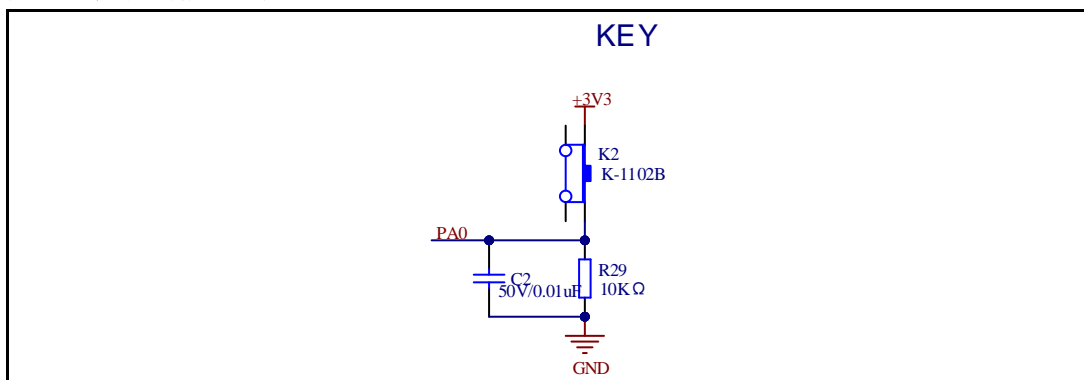 KEY
+3V3
K2
K-1102B
PA0
C2
50V/0.01uF
R29
10KΩ
GND